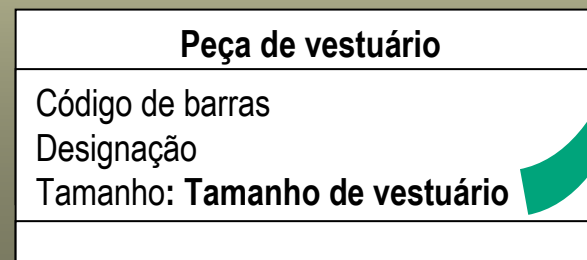 Peça de vestuário
Código de barras
Designação
Tamanho: Tamanho de vestuário